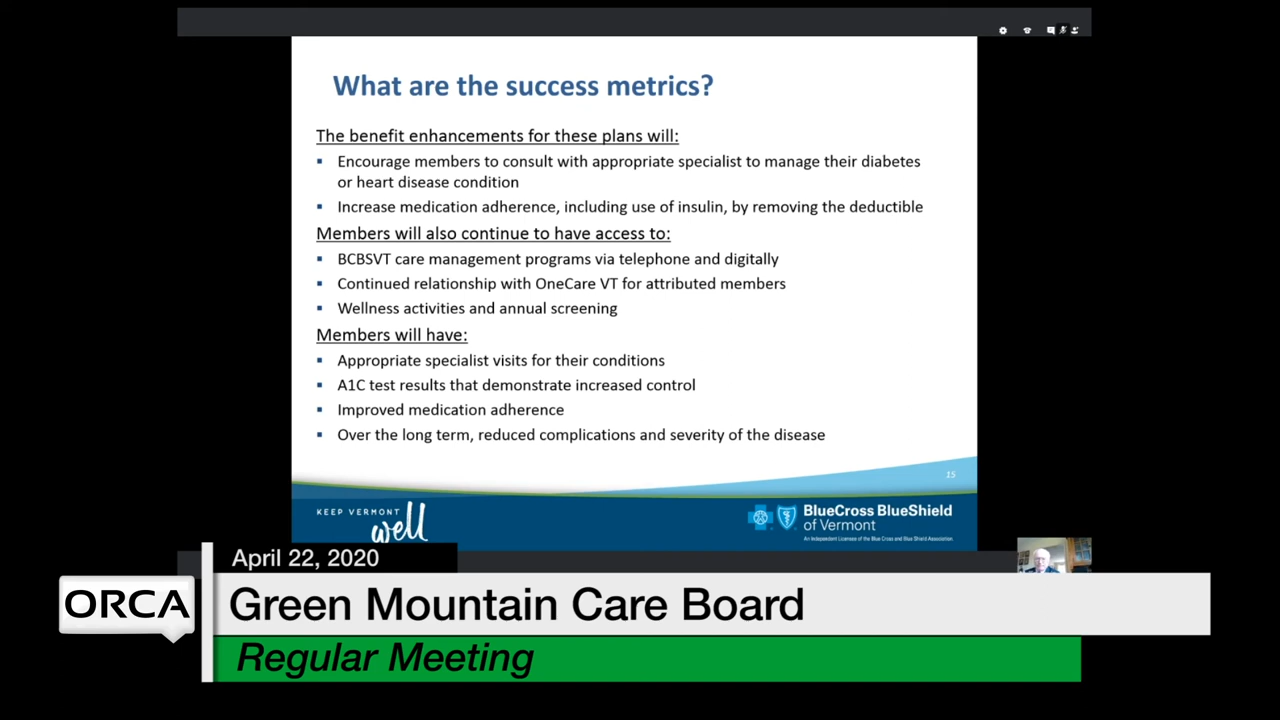 What are the success metrics?
The benefit enhancements for these plans will:
▪ Encourage members to consult with appropriate specialist to manage their diabetes
or heart disease condition
▪ Increase medication adherence, including use of insulin, by removing the deductible
Members will also continue to have access to:
▪ BCBSVT care management programs via telephone and digitally
▪ Continued relationship with OneCare VT for attributed members
▪ Wellness activities and annual screening
Members will have:
▪ Appropriate specialist visits for their conditions
▪ A1C test results that demonstrate increased control
▪ Improved medication adherence
▪ Over the long term, reduced complications and severity of the disease
15
KEEP VERMONT
well
BlueCross BlueShield
of Vermont
An Independent Licensee of the Blue Cross and Blue Shield Association.
April 22, 2020
ORCA
Green Mountain Care Board
Regular Meeting